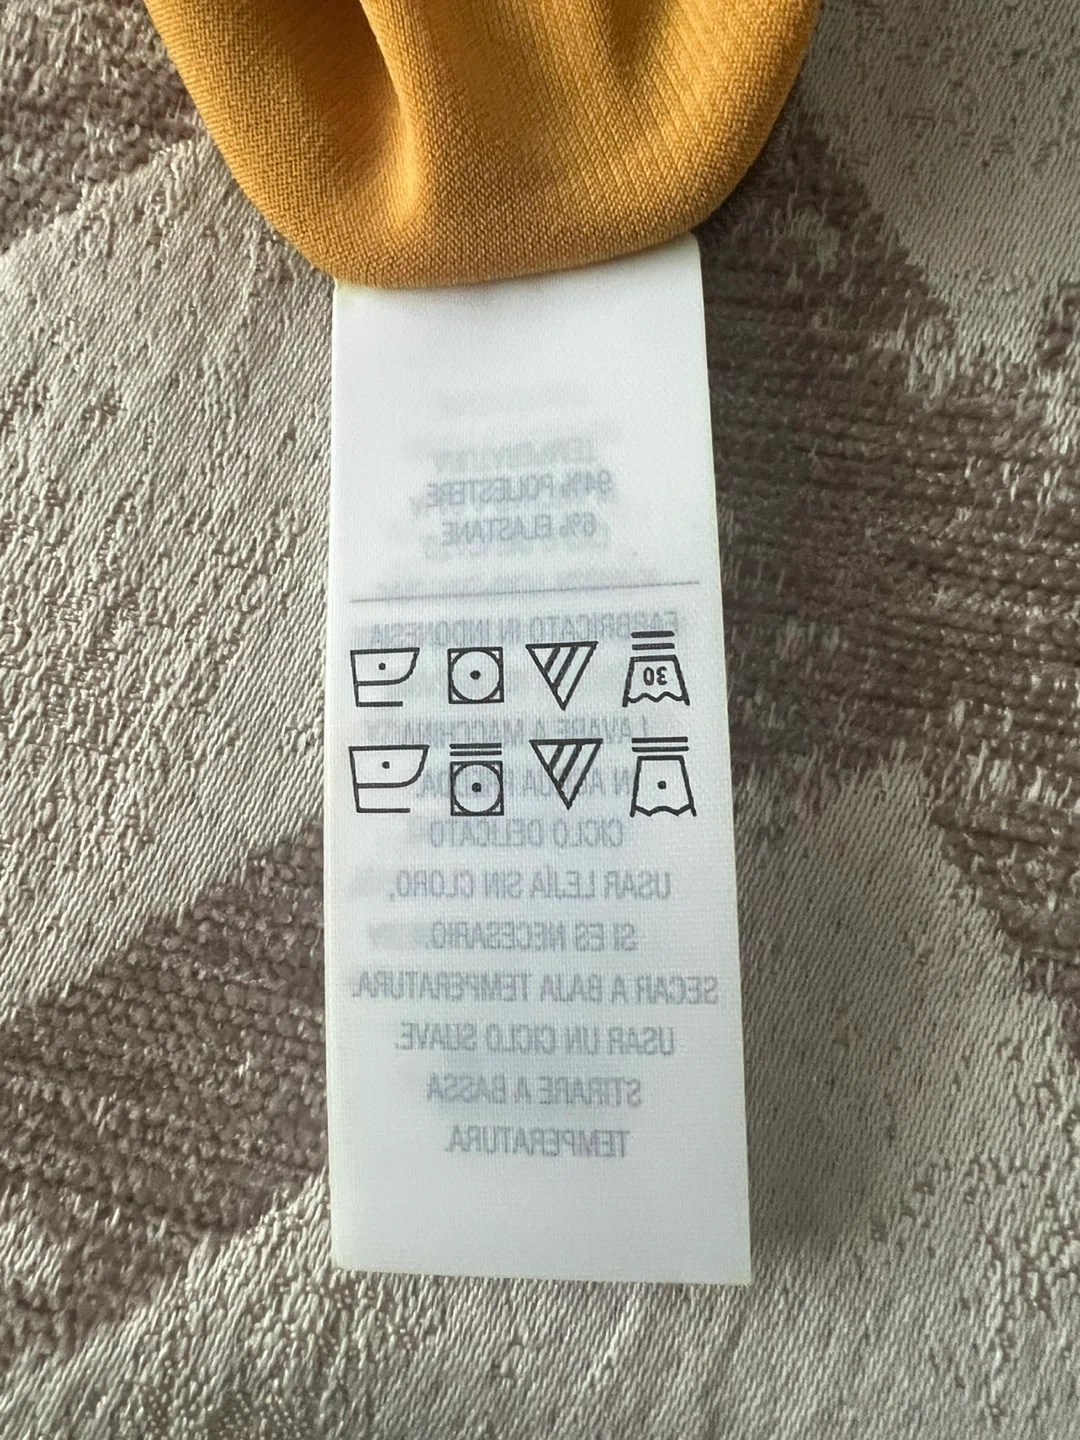 94% POLIESTERE
6% ELASTANE
FABBRICATO IN INDONESIA
30
LAVARE A MACCHINA
CICLO DELICATO
USAR LEJÍA SIN CLORO,
SI ES NECESARIO.
SECAR A BAJA TEMPERATURA.
USAR UN CICLO SUAVE.
STIRARE A BASSA
TEMPERATURA.